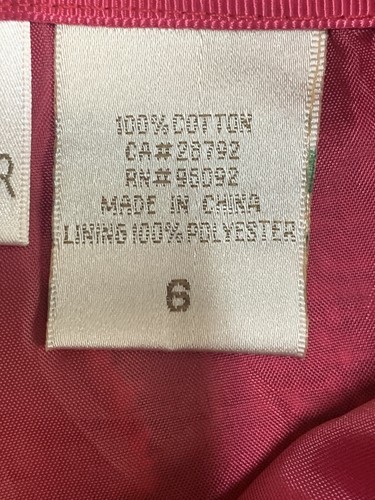 100% COTTON
CA# 28792
RN# 95092
MADE IN CHINA
LINING 100% POLYESTER
6
R